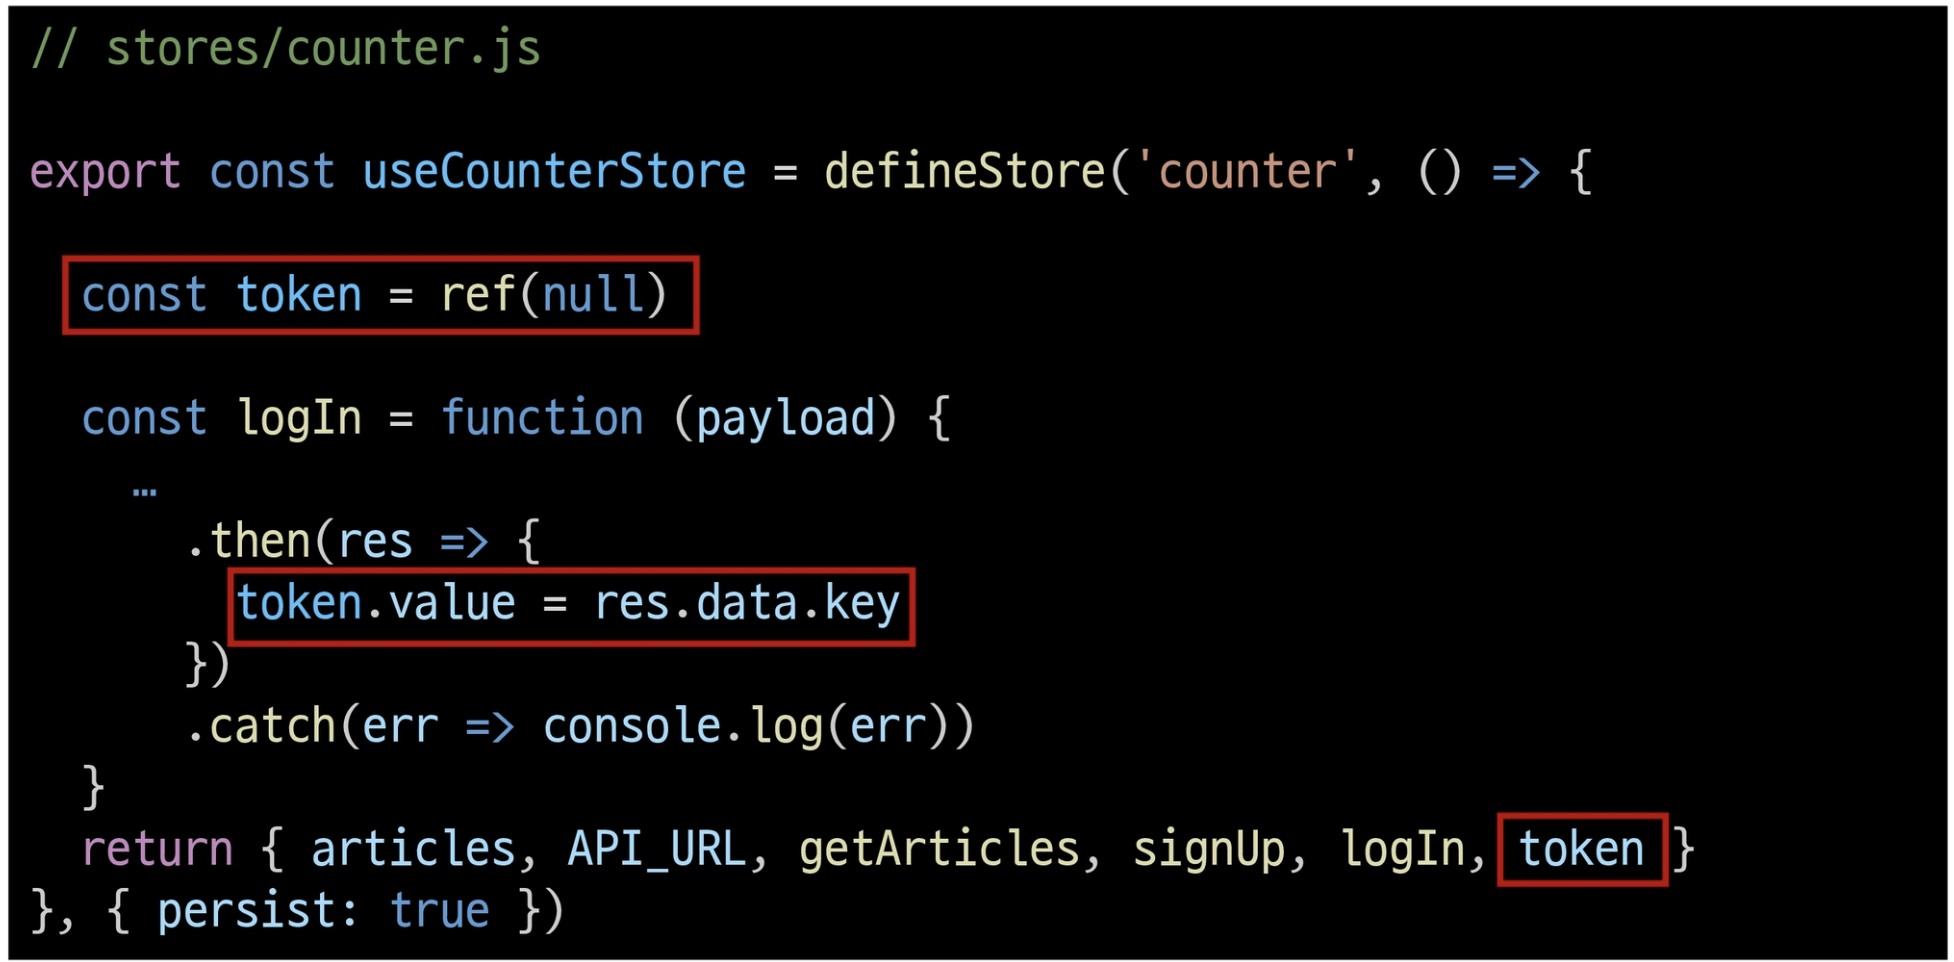 // stores/counter.js
export const useCounterStore = defineStore('counter', () => {
const token = ref(null)
const logIn = function (payload) {
…
.then(res => {
token.value = res.data.key
})
.catch(err => console.log(err))
}
return { articles, API_URL, getArticles, signUp, logIn, token }
}, { persist: true })